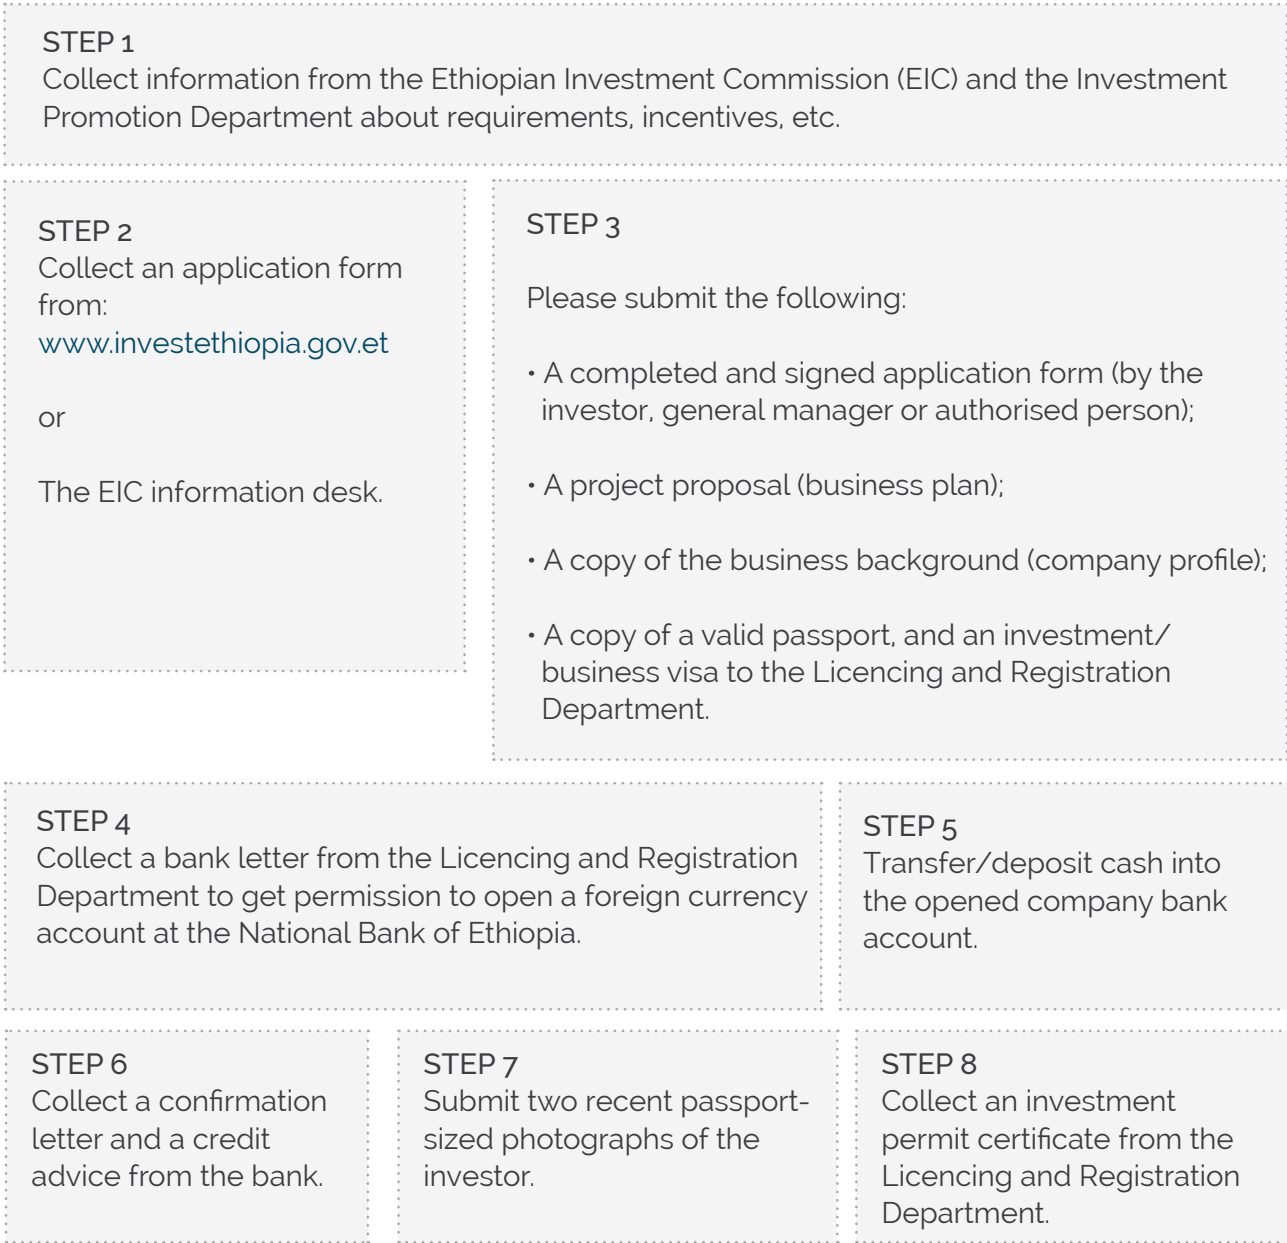 STEP 1
Collect information from the Ethiopian Investment Commission (EIC) and the Investment
Promotion Department about requirements, incentives, etc.
STEP 2
Collect an application form
from:
www.investethiopia.gov.et
or
The EIC information desk.
STEP 3
Please submit the following:
• A completed and signed application form (by the
investor, general manager or authorised person);
• A project proposal (business plan);
• A copy of the business background (company profile);
• A copy of a valid passport, and an investment/
business visa to the Licencing and Registration
Department.
STEP 4
Collect a bank letter from the Licencing and Registration
Department to get permission to open a foreign currency
account at the National Bank of Ethiopia.
STEP 5
Transfer/deposit cash into
the opened company bank
account.
STEP 6
Collect a confirmation
letter and a credit
advice from the bank.
STEP 7
Submit two recent passport-
sized photographs of the
investor.
STEP 8
Collect an investment
permit certificate from the
Licencing and Registration
Department.